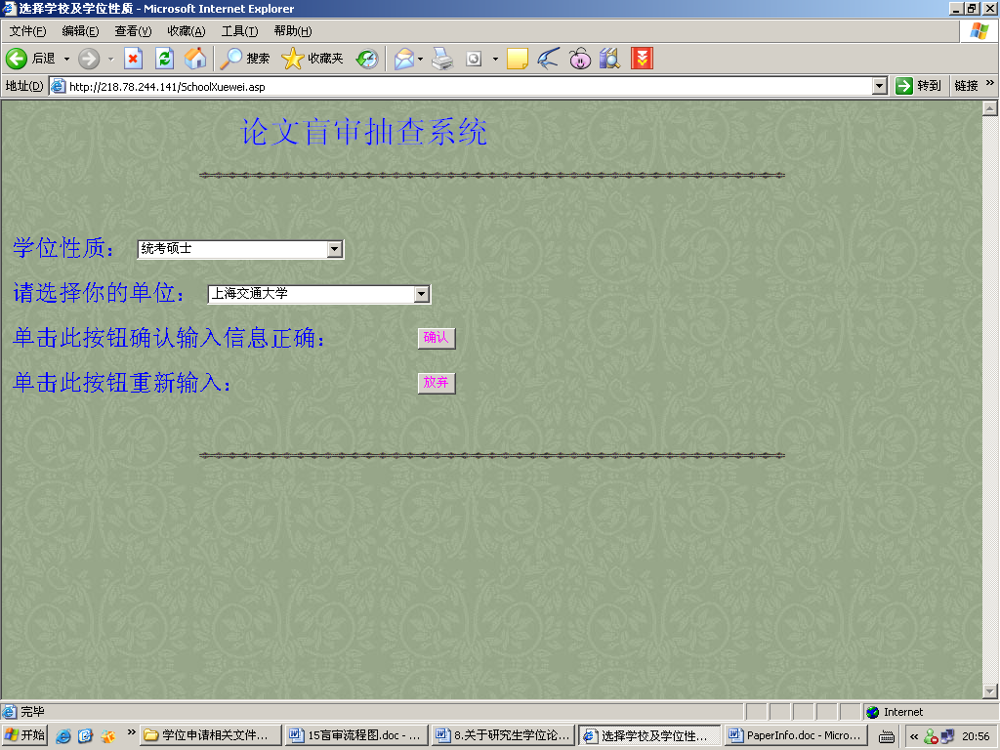 选择学校及学位性质 - Microsoft Internet Explorer
文件(F) 编辑(E) 查看(V) 收藏(A) 工具(T) 帮助(H)
后退 搜索 收藏夹
地址(D) http://218.78.244.141/SchoolXuewei.asp 转到 链接 »
论文盲审抽查系统
学位性质: 统考硕士
请选择你的单位: 上海交通大学
单击此按钮确认输入信息正确: 确认
单击此按钮重新输入: 放弃
完毕 Internet
开始 » 学位申请相关文件... 15盲审流程图.doc - ... 8.关于研究生学位论... 选择学校及学位性... PaperInfo.doc - Micro... « 20:56